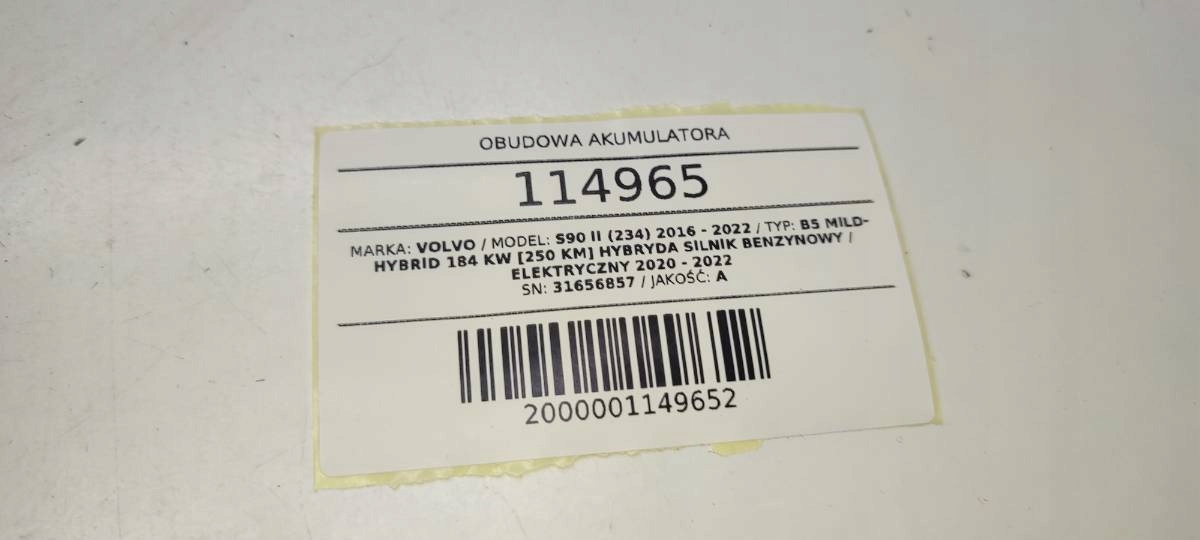 OBUDOWA AKUMULATORA
114965
MARKA: VOLVO / MODEL: S90 II (234) 2016 - 2022 / TYP: B5 MILD-
HYBRID 184 KW [250 KM] HYBRYDA SILNIK BENZYNOWY /
ELEKTRYCZNY 2020 - 2022
SN: 31656857 / JAKOŚĆ: A
2000001149652